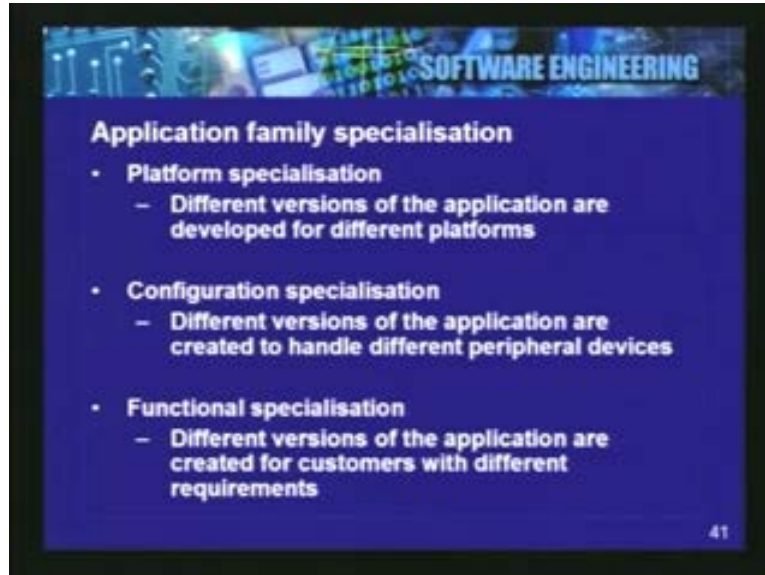 SOFTWARE ENGINEERING
Application family specialisation
• Platform specialisation
– Different versions of the application are
developed for different platforms
• Configuration specialisation
– Different versions of the application are
created to handle different peripheral devices
• Functional specialisation
– Different versions of the application are
created for customers with different
requirements
41